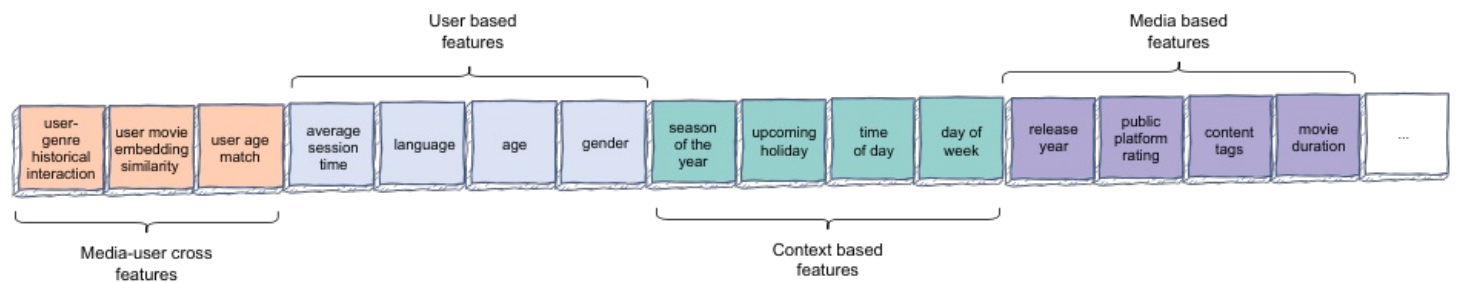 User based
features
Media based
features
user-
genre
historical
interaction
user movie
embedding
similarity
user age
match
average
session
time
language
age
gender
season
of the
year
upcoming
holiday
time
of day
day of
week
release
year
public
platform
rating
content
tags
movie
duration
...
Media-user cross
features
Context based
features